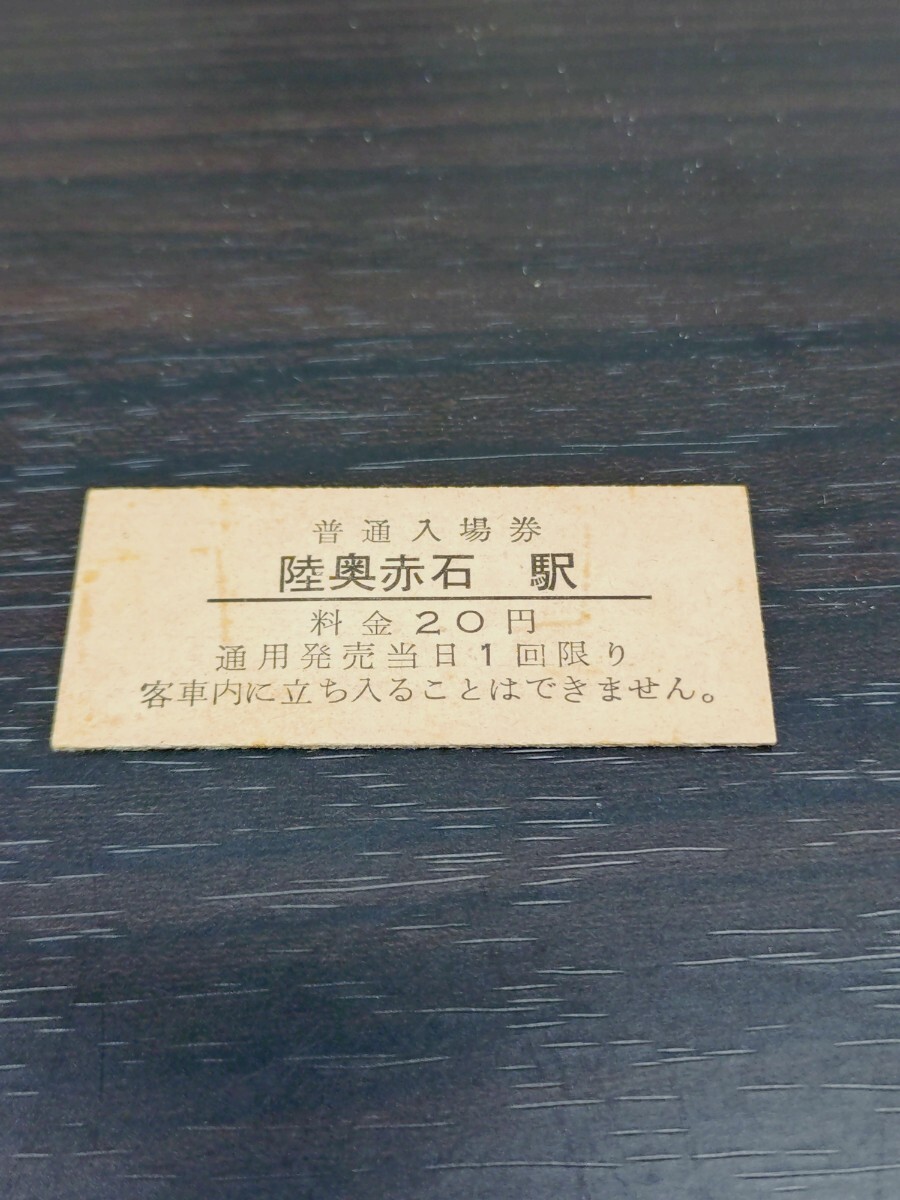 普通入場券
陸奥赤石 駅
料金20円
通用発売当日1回限り
客車内に立ち入ることはできません。